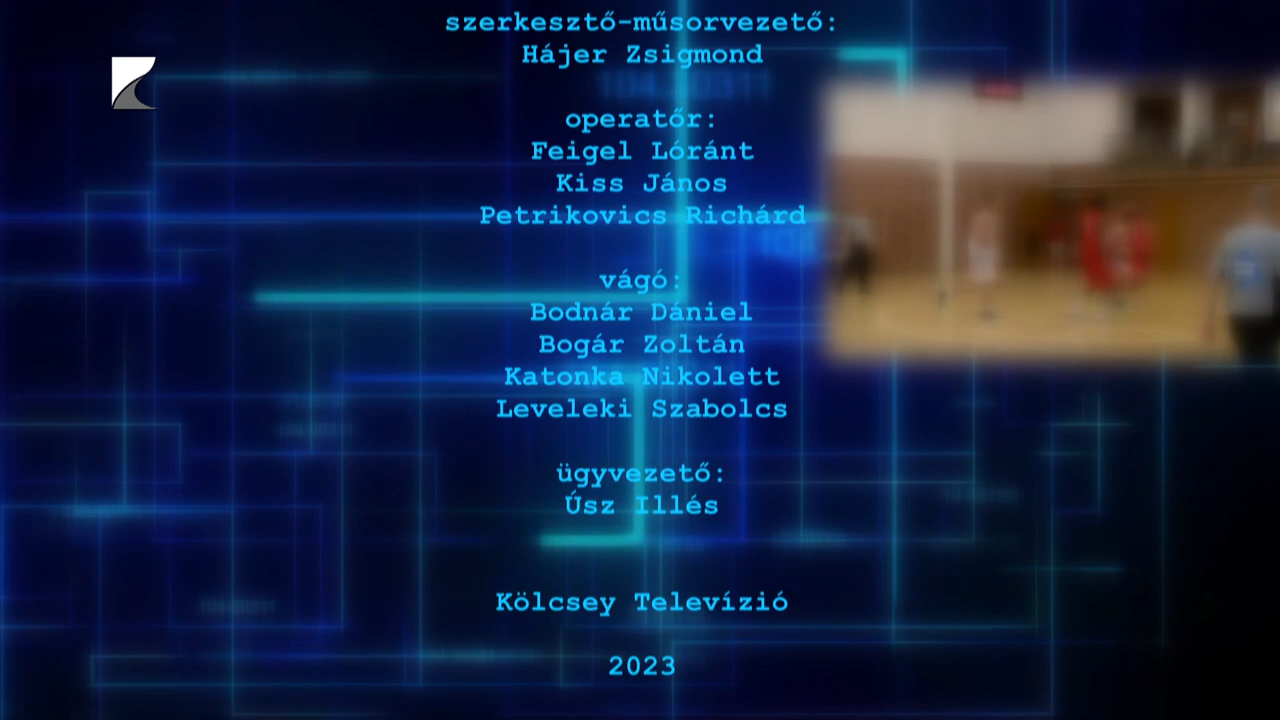 szerkesztő-műsorvezető:
Hájer Zsigmond
operatőr:
Feigel Lóránt
Kiss János
Petrikovics Richárd
vágó:
Bodnár Dániel
Bogár Zoltán
Katonka Nikolett
Leveleki Szabolcs
ügyvezető:
Úsz Illés
Kölcsey Televízió
2023